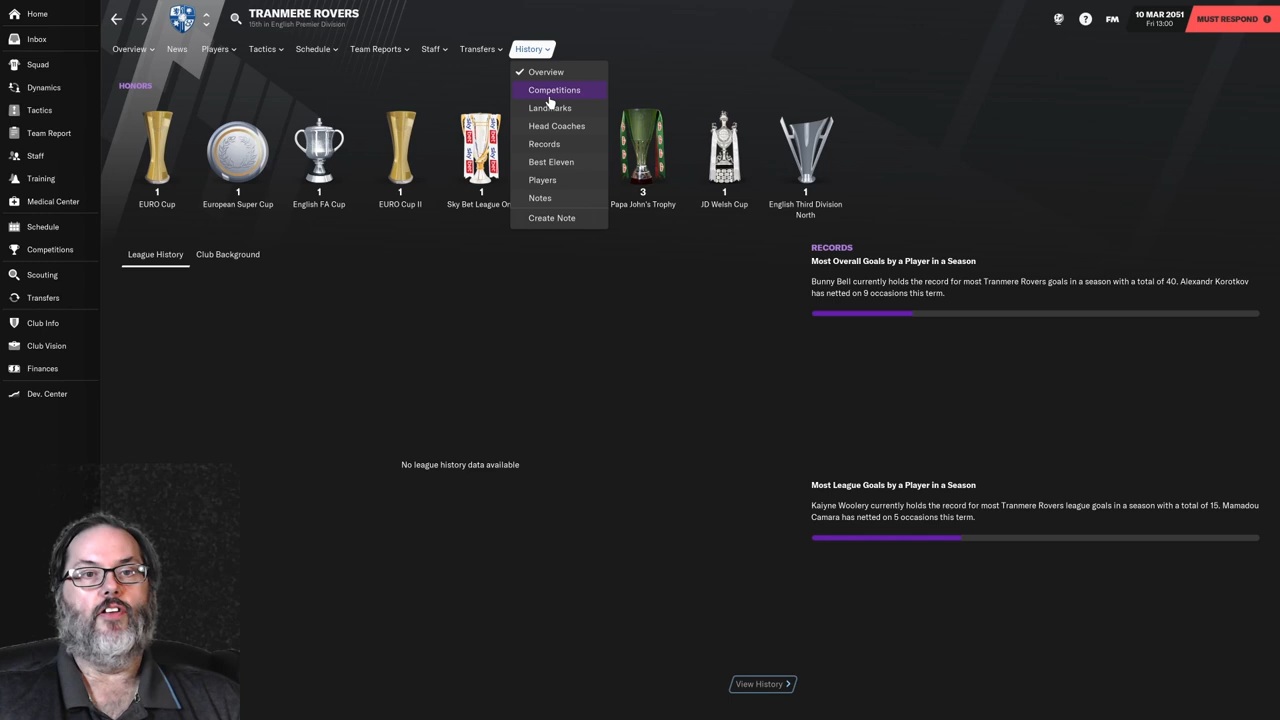 Home
Inbox
Squad
Dynamics
Tactics
Team Report
Staff
Training
Medical Center
Schedule
Competitions
Scouting
Transfers
Club Info
Club Vision
Finances
Dev. Center
TRANMERE ROVERS
15th in English Premier Division
FM
10 MAR 2051
Fri 13:00
MUST RESPOND
Overview
News
Players
Tactics
Schedule
Team Reports
Staff
Transfers
History
Overview
Competitions
Landmarks
Head Coaches
Records
Best Eleven
Players
Notes
Create Note
HONORS
1
EURO Cup
1
European Super Cup
1
English FA Cup
1
EURO Cup II
sky bet
sky bet
1
Sky Bet League On
3
Papa John's Trophy
1
JD Welsh Cup
1
English Third Division
North
League History
Club Background
No league history data available
RECORDS
Most Overall Goals by a Player in a Season
Bunny Bell currently holds the record for most Tranmere Rovers goals in a season with a total of 40. Alexandr Korotkov
has netted on 9 occasions this term.
Most League Goals by a Player in a Season
Kaiyne Woolery currently holds the record for most Tranmere Rovers league goals in a season with a total of 15. Mamadou
Camara has netted on 5 occasions this term.
View History